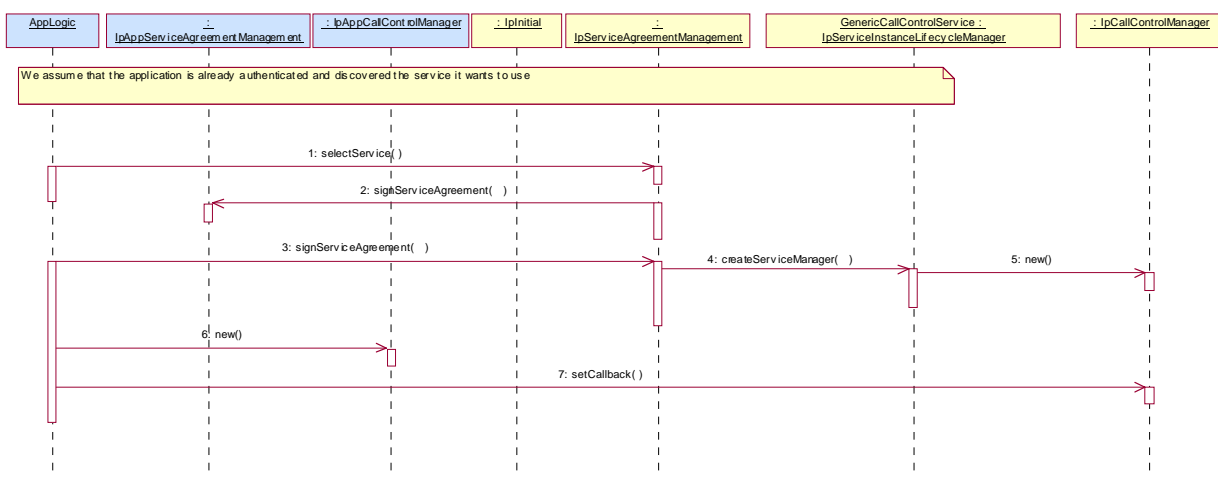 AppLogic
:
IpAppServiceAgreementManagement
: IpAppCallControlManager
: IpInitial
:
IpServiceAgreementManagement
GenericCallControlService :
IpServiceInstanceLifecycleManager
: IpCallControlManager
We assume that the application is already authenticated and discovered the service it wants to use
1: selectService( )
2: signServiceAgreement( )
3: signServiceAgreement( )
4: createServiceManager( )
5: new()
6: new()
7: setCallback( )